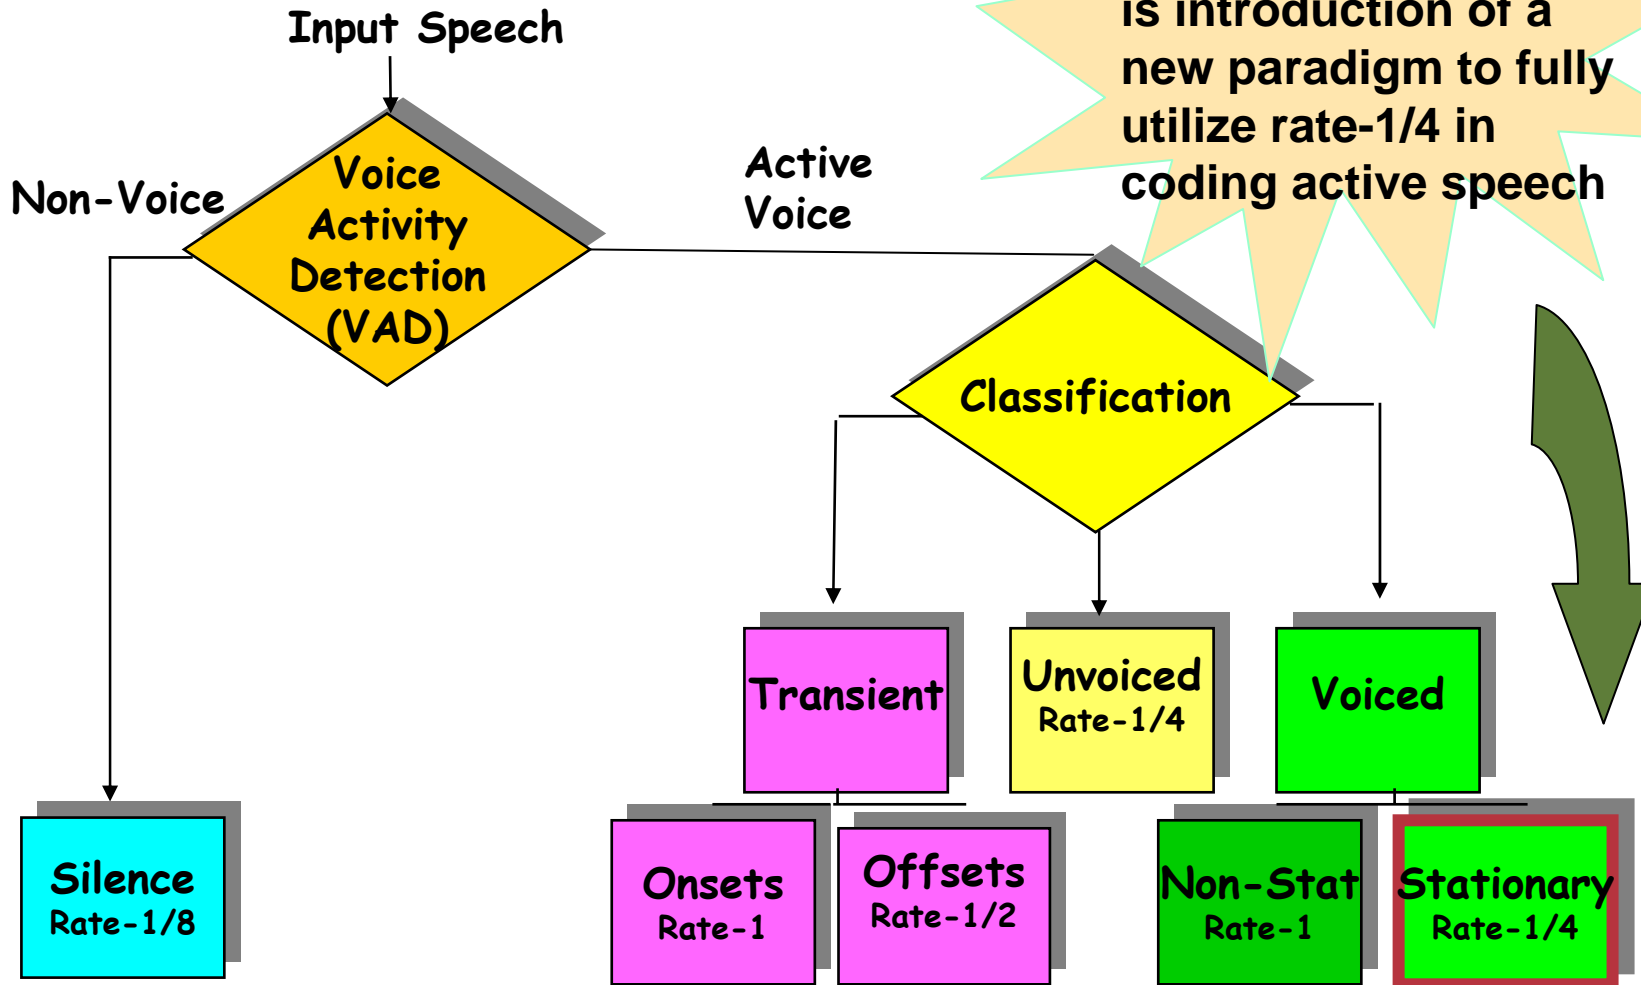 Input Speech
is introduction of a
new paradigm to fully
utilize rate-1/4 in
coding active speech
Non-Voice
Voice
Activity
Detection
(VAD)
Active
Voice
Classification
Transient
Unvoiced
Rate-1/4
Voiced
Silence
Rate-1/8
Onsets
Rate-1
Offsets
Rate-1/2
Non-Stat
Rate-1
Stationary
Rate-1/4